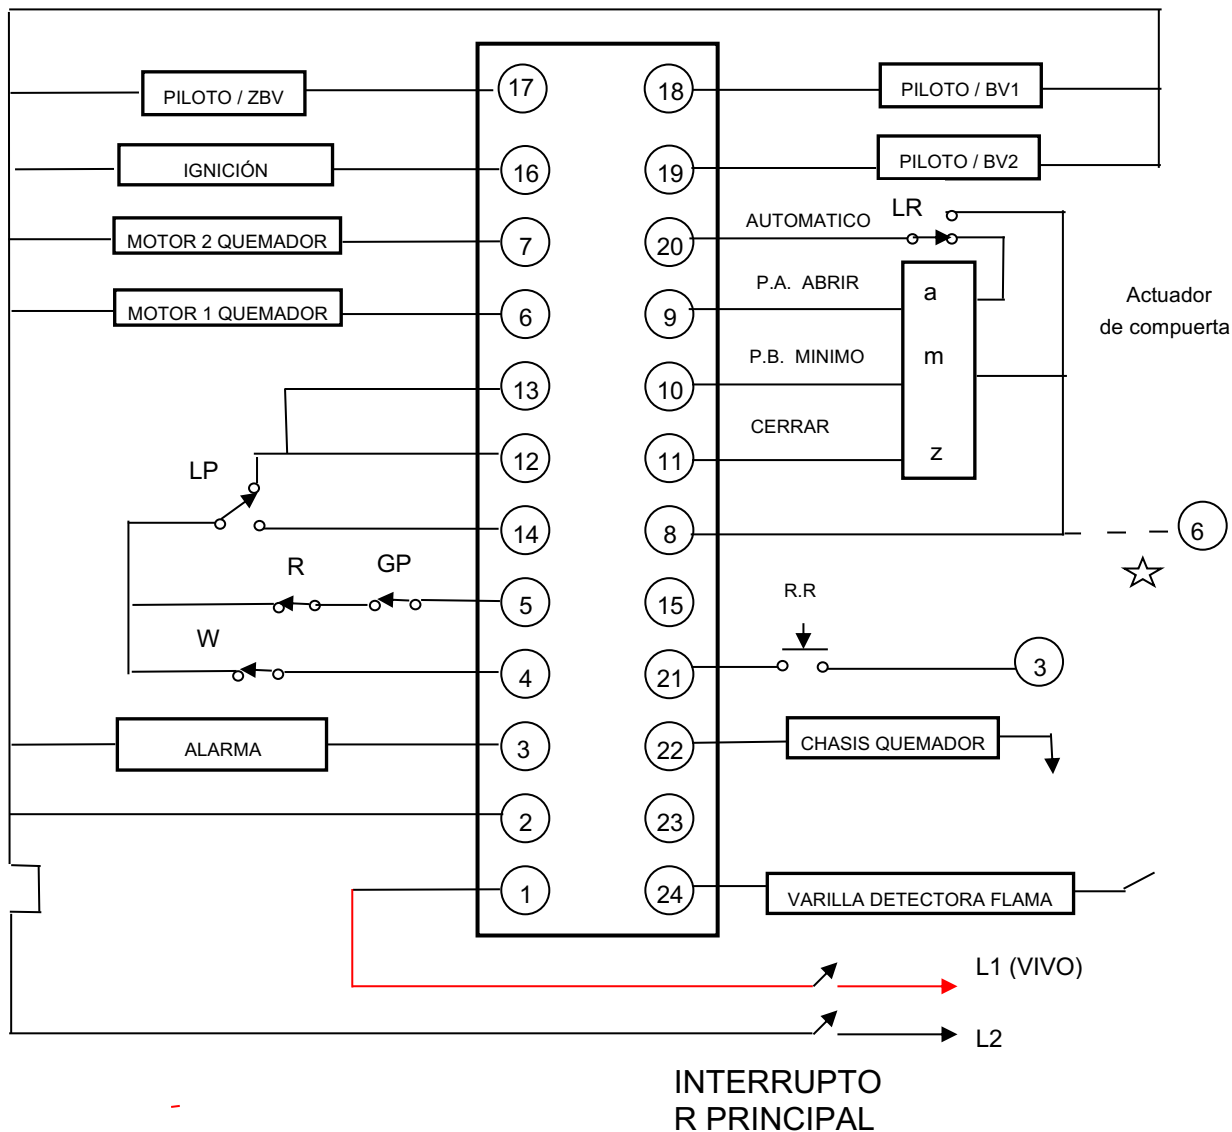 17
18
PILOTO / ZBV
PILOTO / BV1
IGNICIÓN
16
19
PILOTO / BV2
LR
AUTOMATICO
MOTOR 2 QUEMADOR
7
20
P.A. ABRIR
a
Actuador
de compuerta
MOTOR 1 QUEMADOR
6
9
P.B. MINIMO
m
13
10
CERRAR
z
LP
12
11
14
8
6
R
GP
5
15
R.R
W
4
21
3
ALARMA
3
22
CHASIS QUEMADOR
2
23
1
24
VARILLA DETECTORA FLAMA
L1 (VIVO)
L2
INTERRUPTO
R PRINCIPAL